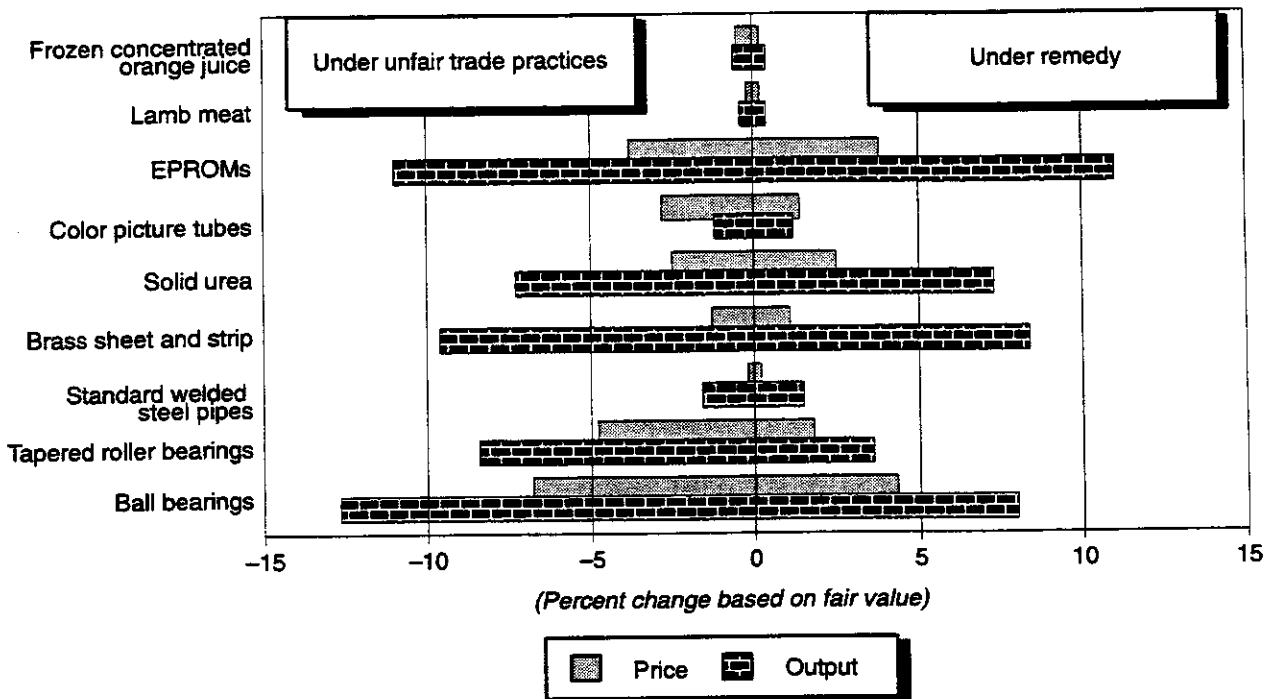 Under unfair trade practices
Under remedy
Frozen concentrated
orange juice
Lamb meat
EPROMs
Color picture tubes
Solid urea
Brass sheet and strip
Standard welded
steel pipes
Tapered roller bearings
Ball bearings
–15
–10
–5
0
5
10
15
(Percent change based on fair value)
Price
Output